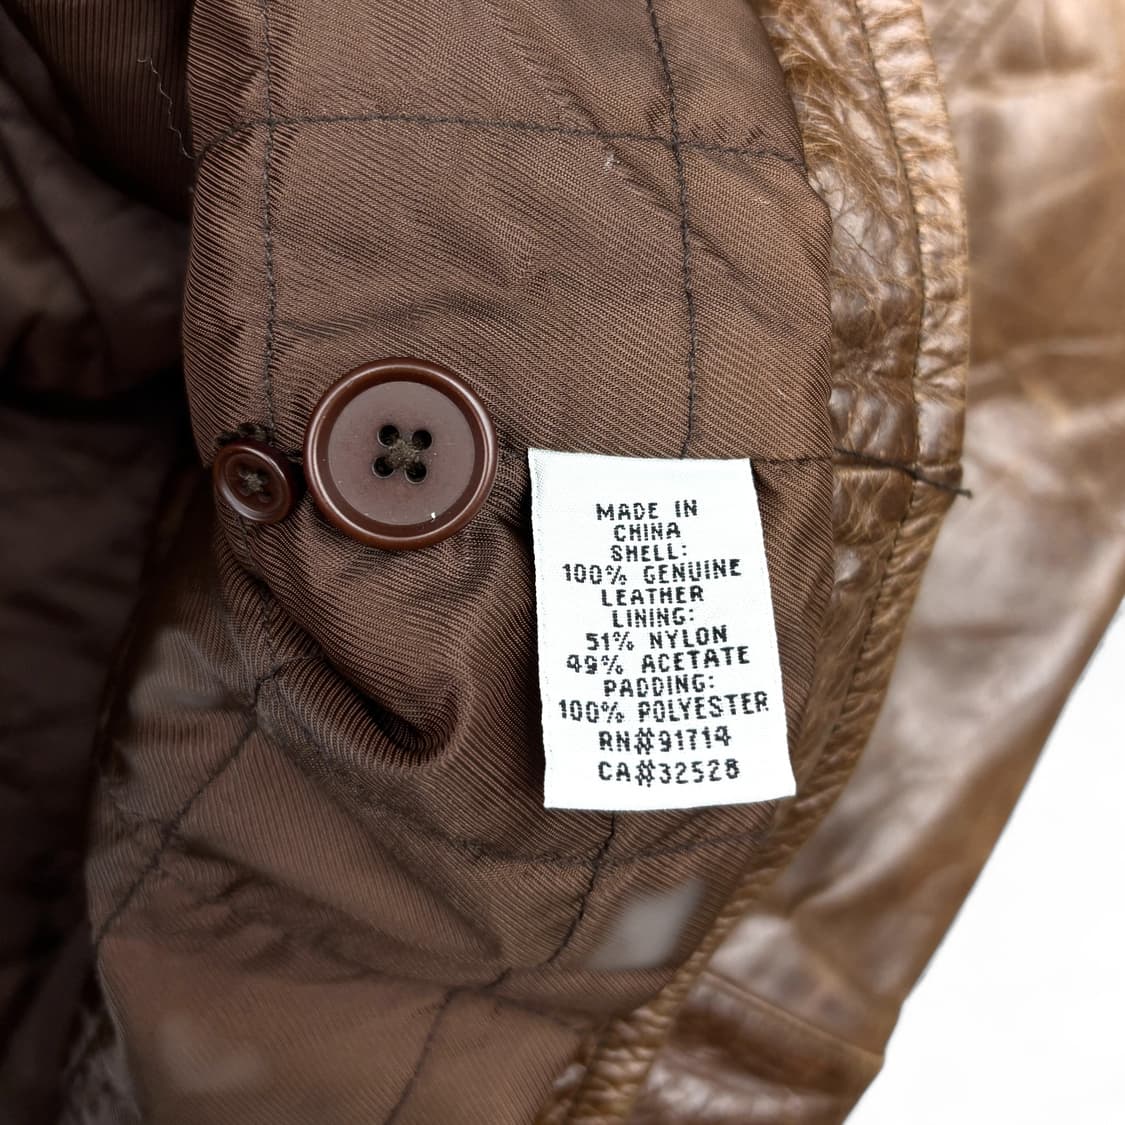 MADE IN
CHINA
SHELL:
100% GENUINE
LEATHER
LINING:
51% NYLON
49% ACETATE
PADDING:
100% POLYESTER
RN#91714
CA#32528